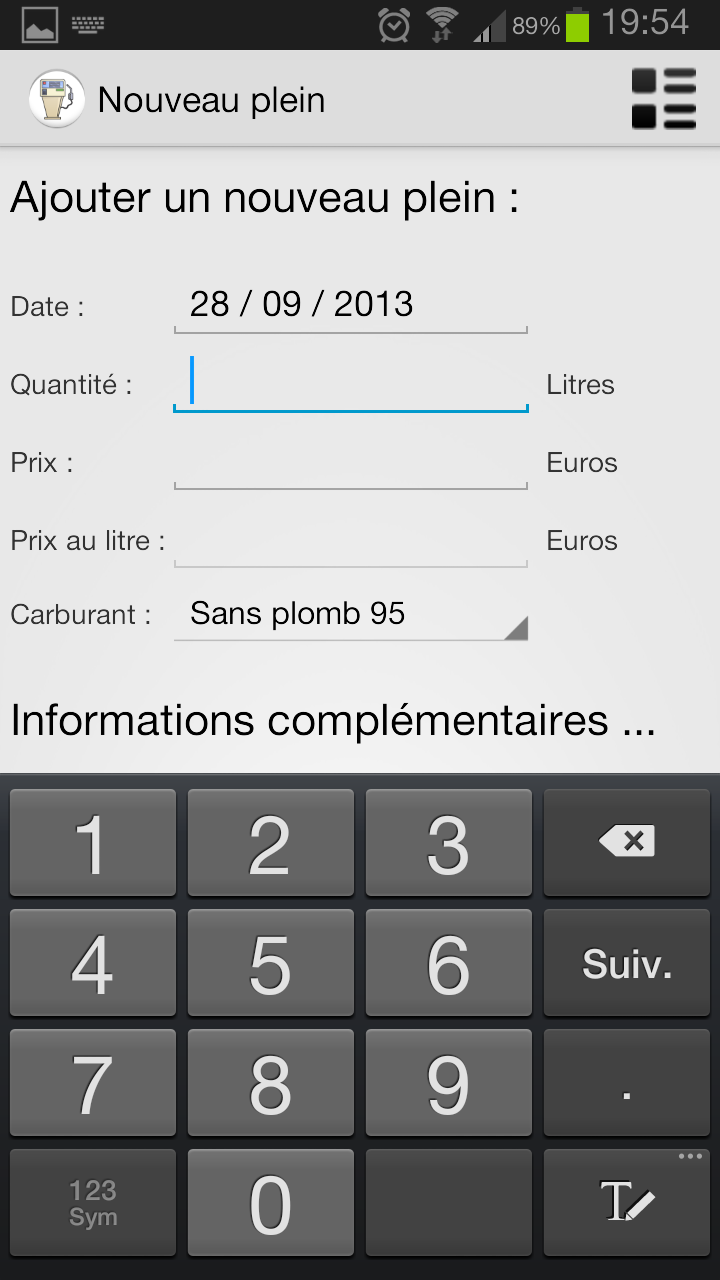 89% 19:54
Nouveau plein
Ajouter un nouveau plein :
Date : 28 / 09 / 2013
Quantité : Litres
Prix : Euros
Prix au litre : Euros
Carburant : Sans plomb 95
Informations complémentaires ...
1 2 3
4 5 6 Suiv.
7 8 9 .
123
Sym 0 T